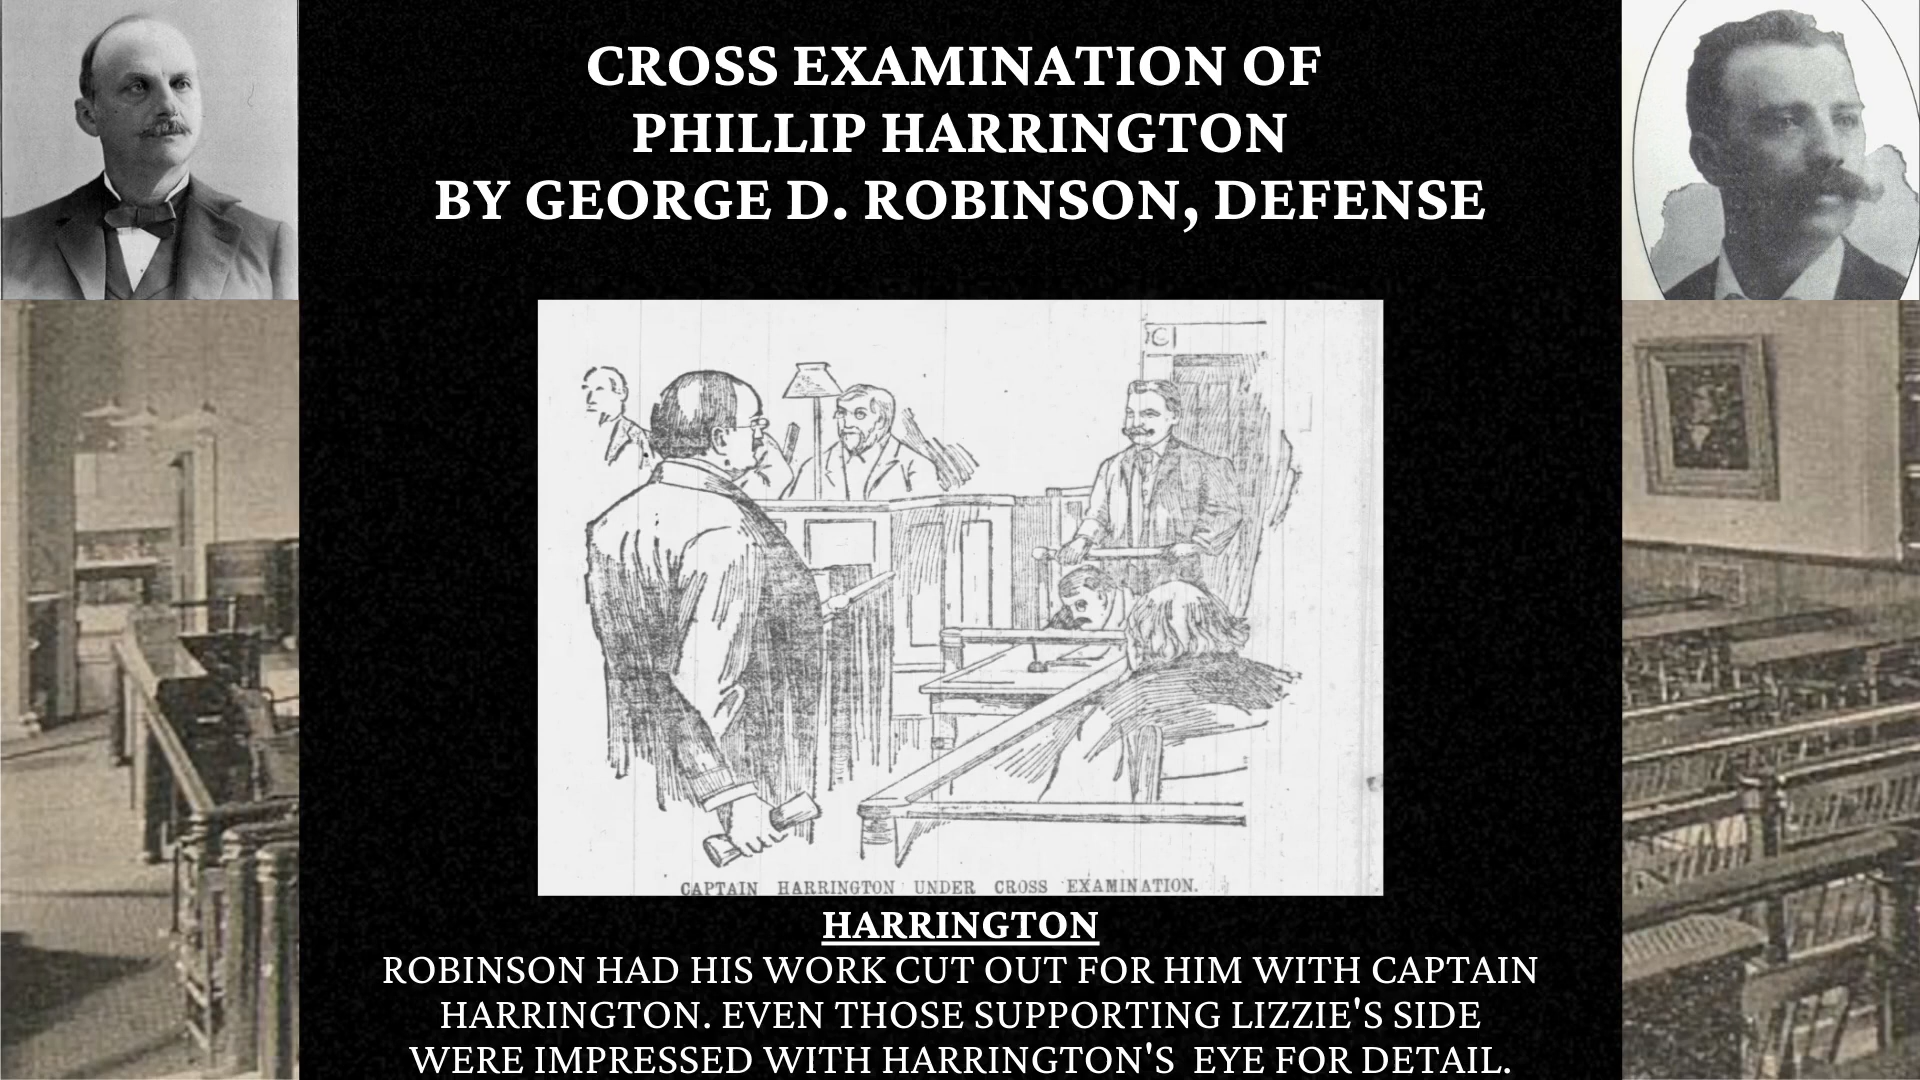 CROSS EXAMINATION OF
PHILLIP HARRINGTON
BY GEORGE D. ROBINSON, DEFENSE
C
CAPTAIN HARRINGTON UNDER CROSS EXAMINATION.
HARRINGTON
ROBINSON HAD HIS WORK CUT OUT FOR HIM WITH CAPTAIN
HARRINGTON. EVEN THOSE SUPPORTING LIZZIE'S SIDE
WERE IMPRESSED WITH HARRINGTON'S EYE FOR DETAIL.